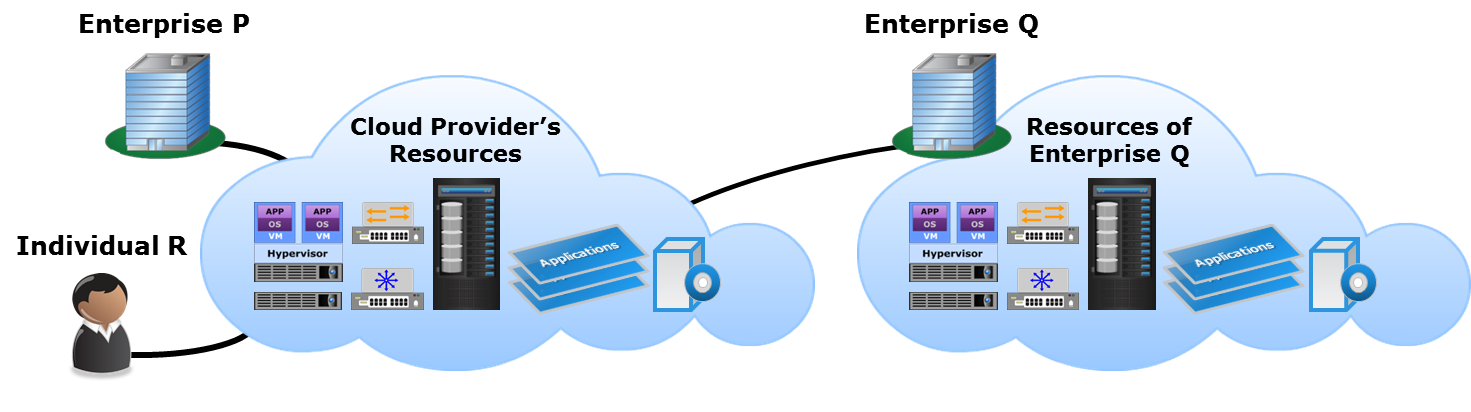 Enterprise P
Enterprise Q
Cloud Provider's
Resources
Resources of
Enterprise Q
Individual R
APP
OS
VM
APP
OS
VM
Hypervisor
Applications
APP
OS
VM
APP
OS
VM
Hypervisor
Applications